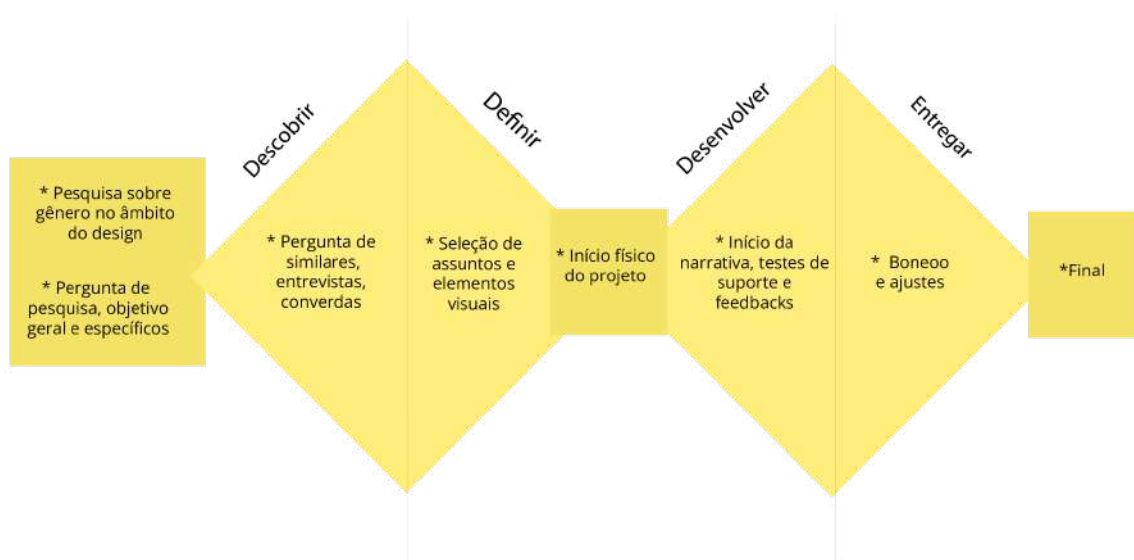 Descobrir
Definir
Desenvolver
Entregar
* Pesquisa sobre
gênero no âmbito
do design
* Pergunta de
pesquisa, objetivo
geral e específicos
* Pergunta de
similares,
entrevistas,
converdas
* Seleção de
assuntos e
elementos
visuais
* Início físico
do projeto
* Início da
narrativa, testes de
suporte e
feedbacks
* Boneoo
e ajustes
*Final